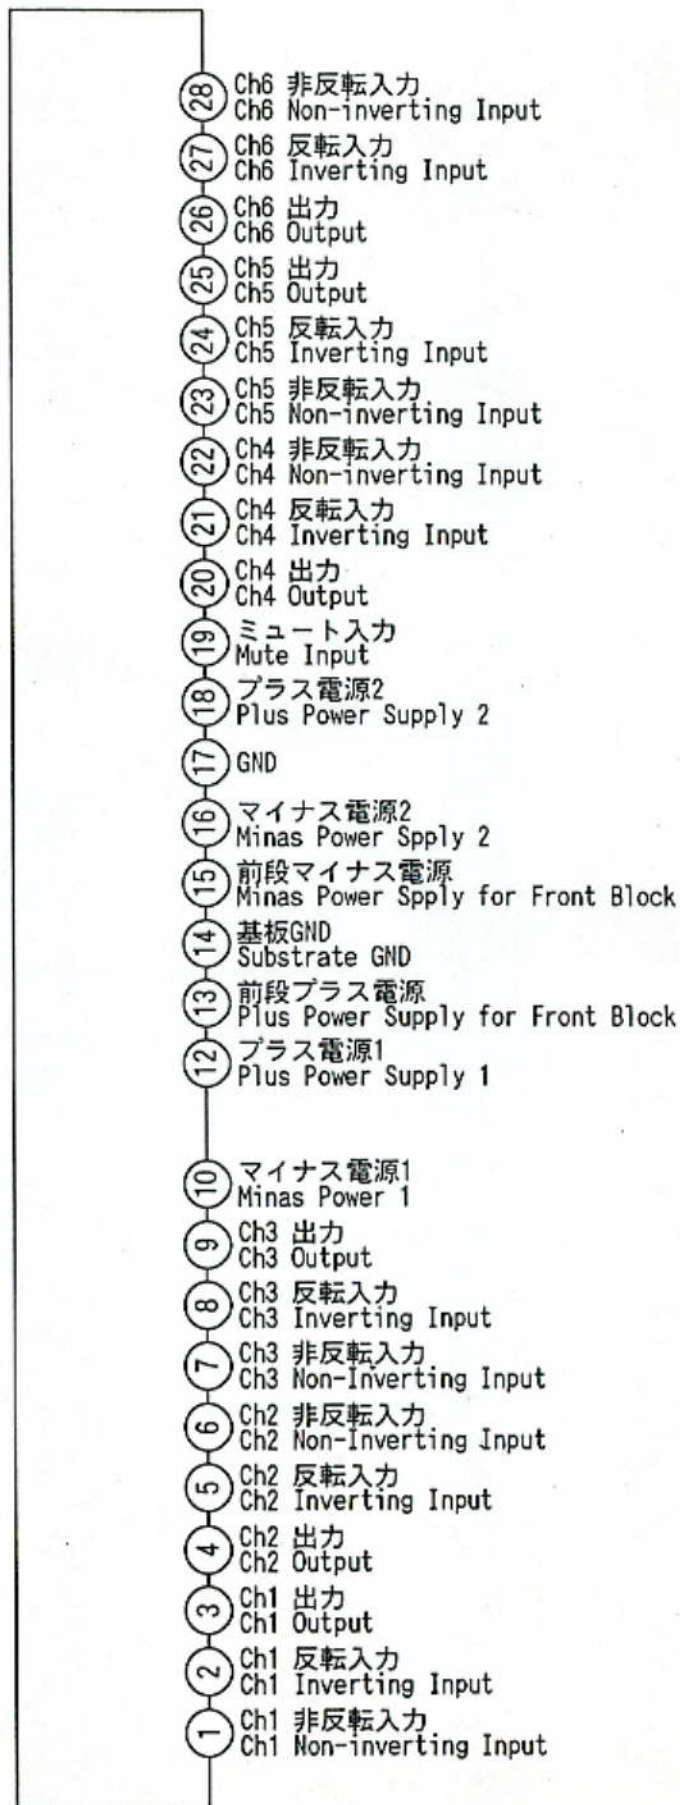 28
Ch6 非反転入力
Ch6 Non-inverting Input
27
Ch6 反転入力
Ch6 Inverting Input
26
Ch6 出力
Ch6 Output
25
Ch5 出力
Ch5 Output
24
Ch5 反転入力
Ch5 Inverting Input
23
Ch5 非反転入力
Ch5 Non-inverting Input
22
Ch4 非反転入力
Ch4 Non-inverting Input
21
Ch4 反転入力
Ch4 Inverting Input
20
Ch4 出力
Ch4 Output
19
ミュート入力
Mute Input
18
プラス電源2
Plus Power Supply 2
17
GND
16
マイナス電源2
Minas Power Spply 2
15
前段マイナス電源
Minas Power Spply for Front Block
14
基板GND
Substrate GND
13
前段プラス電源
Plus Power Supply for Front Block
12
プラス電源1
Plus Power Supply 1
10
マイナス電源1
Minas Power 1
9
Ch3 出力
Ch3 Output
8
Ch3 反転入力
Ch3 Inverting Input
7
Ch3 非反転入力
Ch3 Non-Inverting Input
6
Ch2 非反転入力
Ch2 Non-Inverting Input
5
Ch2 反転入力
Ch2 Inverting Input
4
Ch2 出力
Ch2 Output
3
Ch1 出力
Ch1 Output
2
Ch1 反転入力
Ch1 Inverting Input
1
Ch1 非反転入力
Ch1 Non-inverting Input